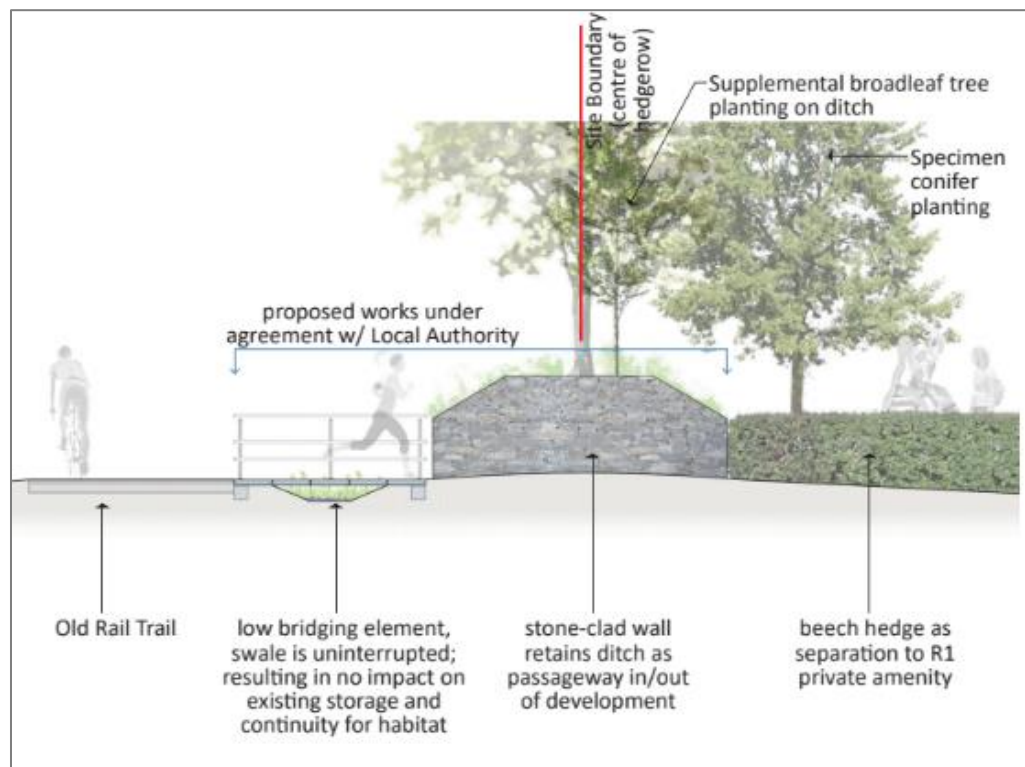 Site Boundary
(centre of
hedgerow)
Supplemental broadleaf tree
planting on ditch
Specimen
conifer
planting
proposed works under
agreement w/ Local Authority
Old Rail Trail
low bridging element,
swale is uninterrupted;
resulting in no impact on
existing storage and
continuity for habitat
stone-clad wall
retains ditch as
passageway in/out
of development
beech hedge as
separation to R1
private amenity